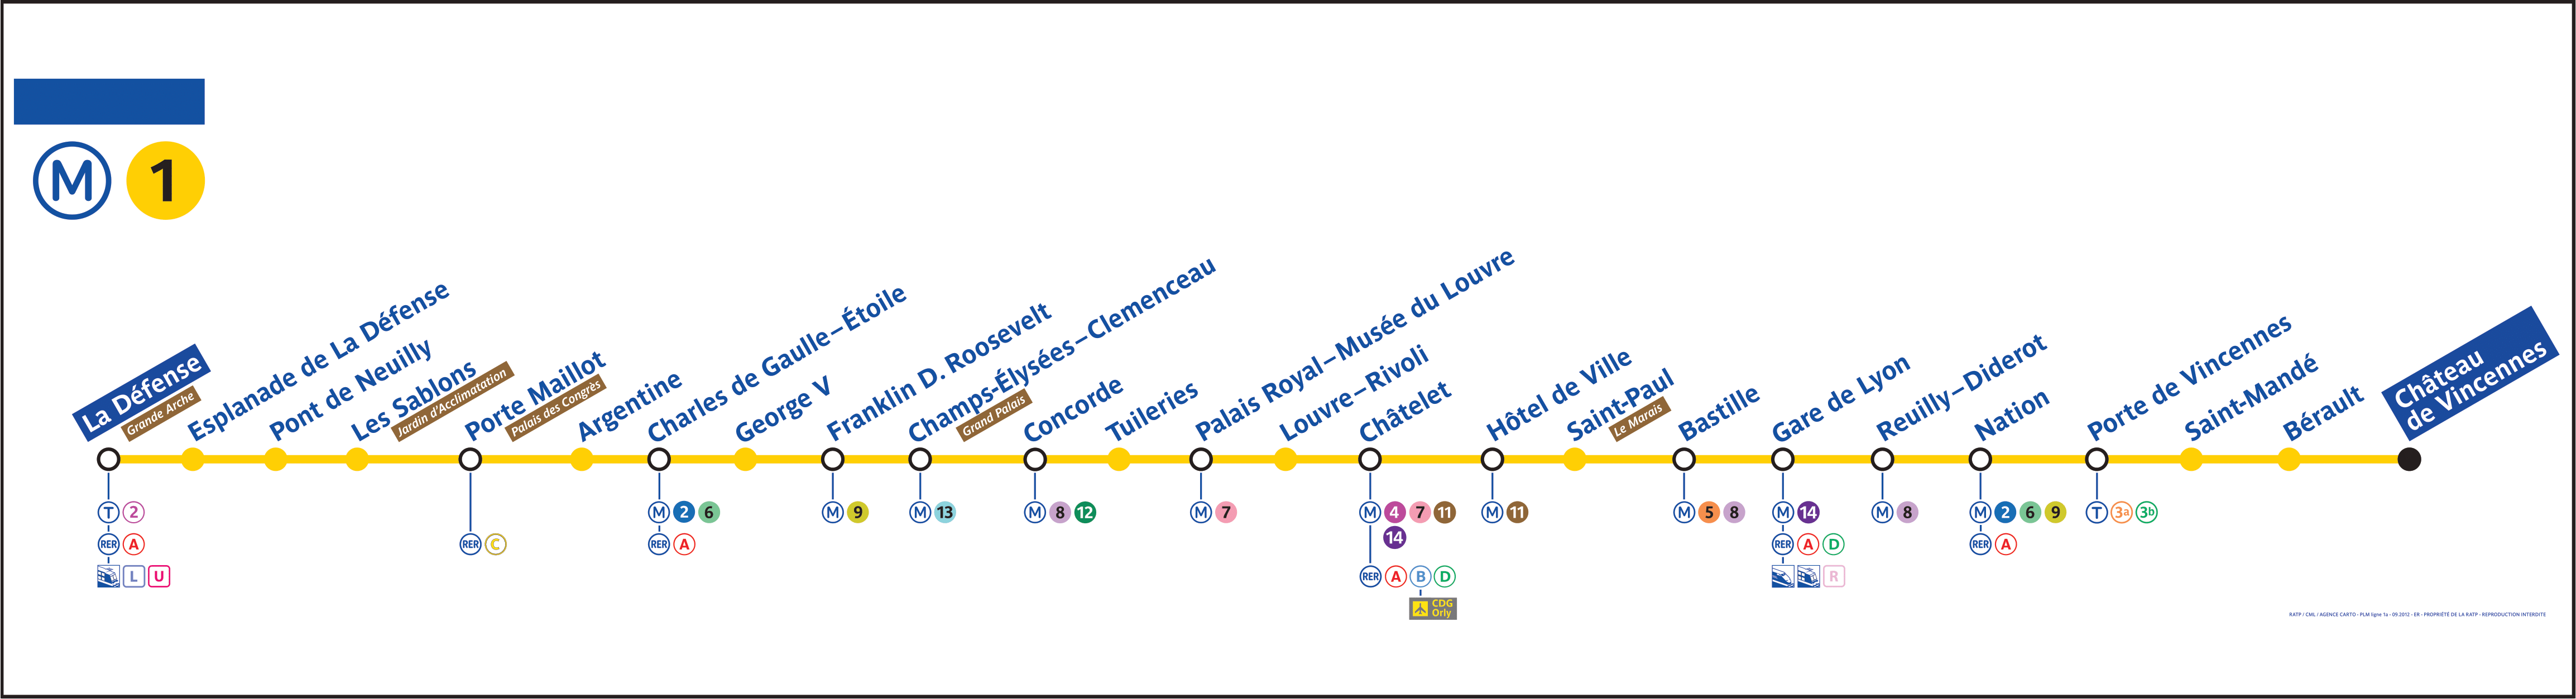 M 1
La Défense
Grande Arche
Esplanade de La Défense
Pont de Neuilly
Les Sablons
Jardin d'Acclimatation
Porte Maillot
Palais des Congrès
Argentine
Charles de Gaulle–Étoile
George V
Franklin D. Roosevelt
Champs-Élysées–Clemenceau
Grand Palais
Concorde
Tuileries
Palais Royal–Musée du Louvre
Louvre–Rivoli
Châtelet
Hôtel de Ville
Saint-Paul
Le Marais
Bastille
Gare de Lyon
Reuilly–Diderot
Nation
Porte de Vincennes
Saint-Mandé
Bérault
Château
de Vincennes
T 2
RER A
L U
RER C
M 2 6
RER A
M 9
M 13
M 8 12
M 7
M 4 7 11
14
RER A B D
CDG
Orly
M 11
M 5 8
M 14
RER A D
R
M 8
M 2 6 9
RER A
T 3a 3b
RATP / CML / AGENCE CARTO - PLM ligne 1a - 09.2012 - ER - PROPRIÉTÉ DE LA RATP - REPRODUCTION INTERDITE